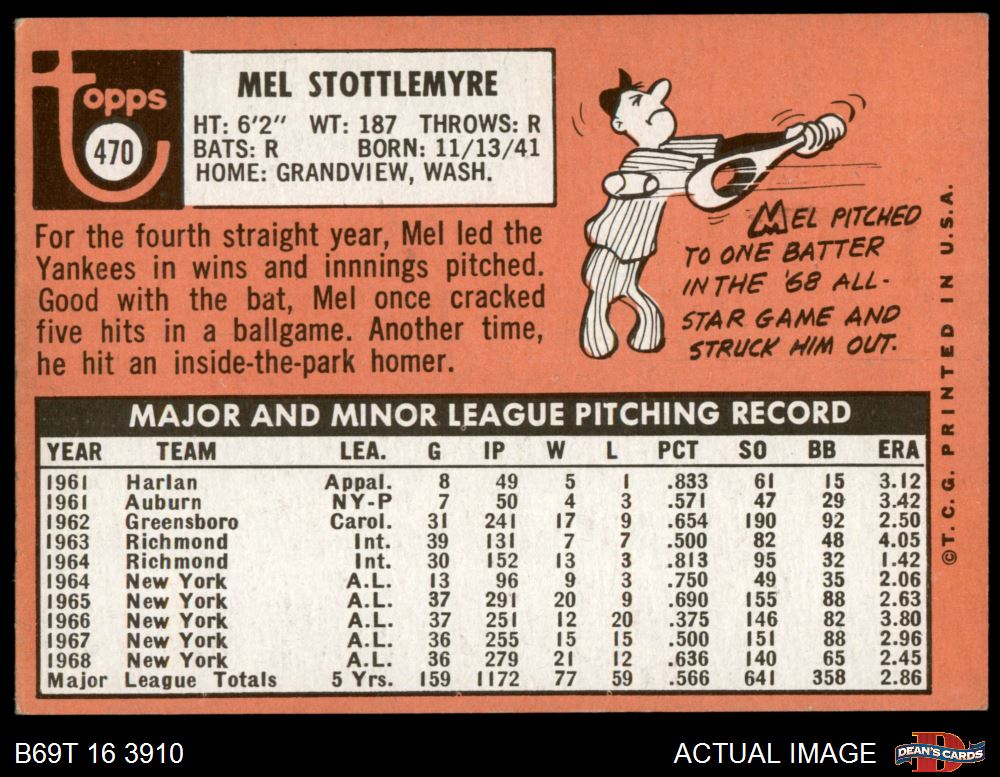 topps
470
MEL STOTTLEMYRE
HT: 6'2" WT: 187 THROWS: R
BATS: R BORN: 11/13/41
HOME: GRANDVIEW, WASH.
For the fourth straight year, Mel led the
Yankees in wins and innnings pitched.
Good with the bat, Mel once cracked
five hits in a ballgame. Another time,
he hit an inside-the-park homer.
MEL PITCHED
TO ONE BATTER
IN THE '68 ALL-
STAR GAME AND
STRUCK HIM OUT.
MAJOR AND MINOR LEAGUE PITCHING RECORD
YEAR TEAM LEA. G IP W L PCT SO BB ERA
1961 Harlan Appal. 8 49 5 1 .833 61 15 3.12
1961 Auburn NY-P 7 50 4 3 .571 47 29 3.42
1962 Greensboro Carol. 31 241 17 9 .654 190 92 2.50
1963 Richmond Int. 39 131 7 7 .500 82 48 4.05
1964 Richmond Int. 30 152 13 3 .813 95 32 1.42
1964 New York A.L. 13 96 9 3 .750 49 35 2.06
1965 New York A.L. 37 291 20 9 .690 155 88 2.63
1966 New York A.L. 37 251 12 20 .375 146 82 3.80
1967 New York A.L. 36 255 15 15 .500 151 88 2.96
1968 New York A.L. 36 279 21 12 .636 140 65 2.45
Major League Totals 5 Yrs. 159 1172 77 59 .566 641 358 2.86
©T.C.G. PRINTED IN U.S.A.
B69T 16 3910
ACTUAL IMAGE
DEAN'S CARDS